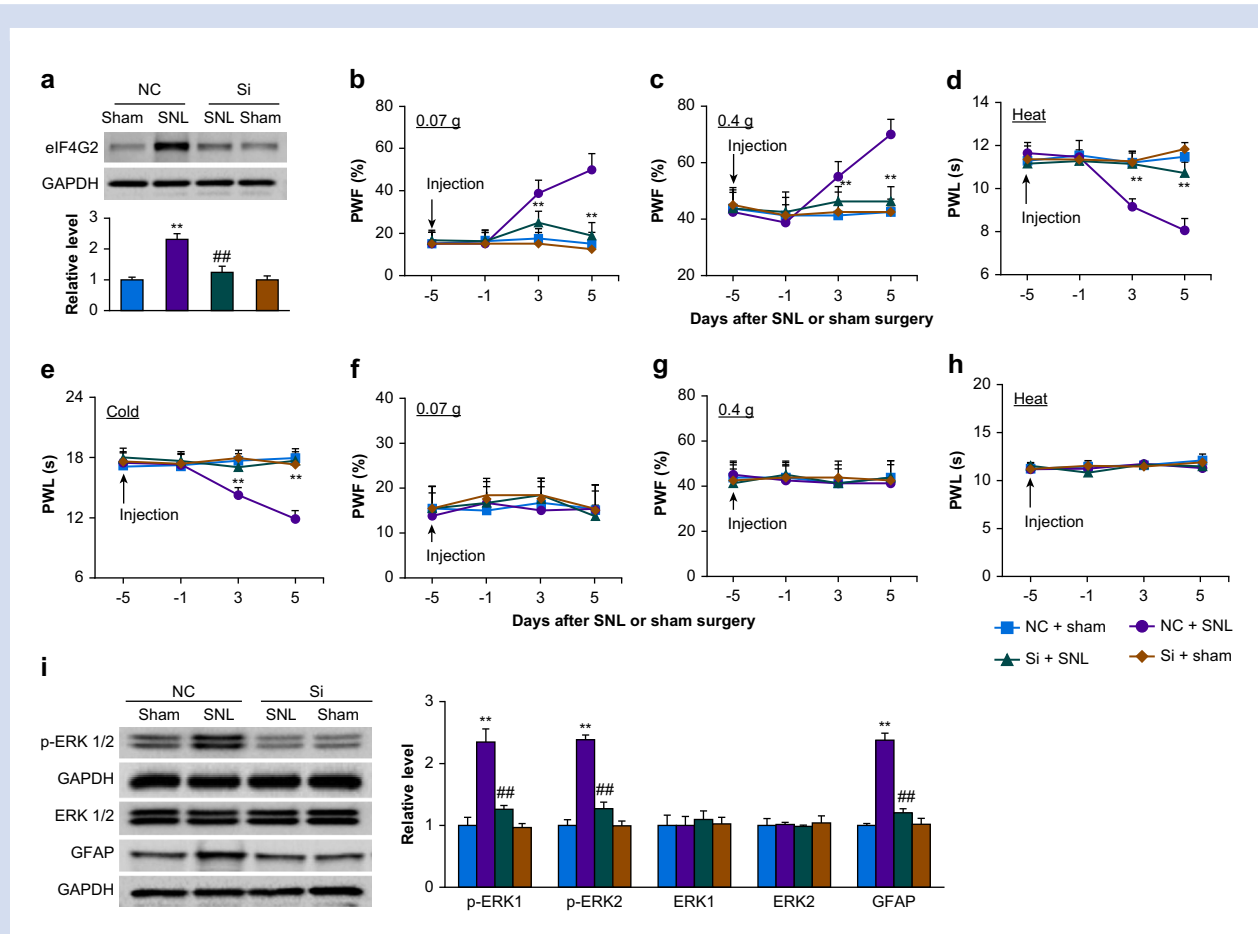 a
NC Si
Sham SNL SNL Sham
eIF4G2
GAPDH
Relative level
3
2
1
0
**
##
b
PWF (%)
80
60
40
20
0
0.07 g
Injection
**
**
-5 -1 3 5
c
PWF (%)
80
60
40
20
0.4 g
Injection
**
**
-5 -1 3 5
d
PWL (s)
14
12
10
8
6
Heat
Injection
**
**
-5 -1 3 5
Days after SNL or sham surgery
e
PWL (s)
24
18
12
6
Cold
Injection
**
**
-5 -1 3 5
f
PWF (%)
40
30
20
10
0
0.07 g
Injection
-5 -1 3 5
g
PWF (%)
80
60
40
20
0
0.4 g
Injection
-5 -1 3 5
h
PWL (s)
20
15
10
5
0
Heat
Injection
-5 -1 3 5
Days after SNL or sham surgery
NC + sham NC + SNL
Si + SNL Si + sham
i
NC Si
Sham SNL SNL Sham
p-ERK 1/2
GAPDH
ERK 1/2
GFAP
GAPDH
Relative level
3
2
1
0
** ** **
## ## ##
p-ERK1 p-ERK2 ERK1 ERK2 GFAP